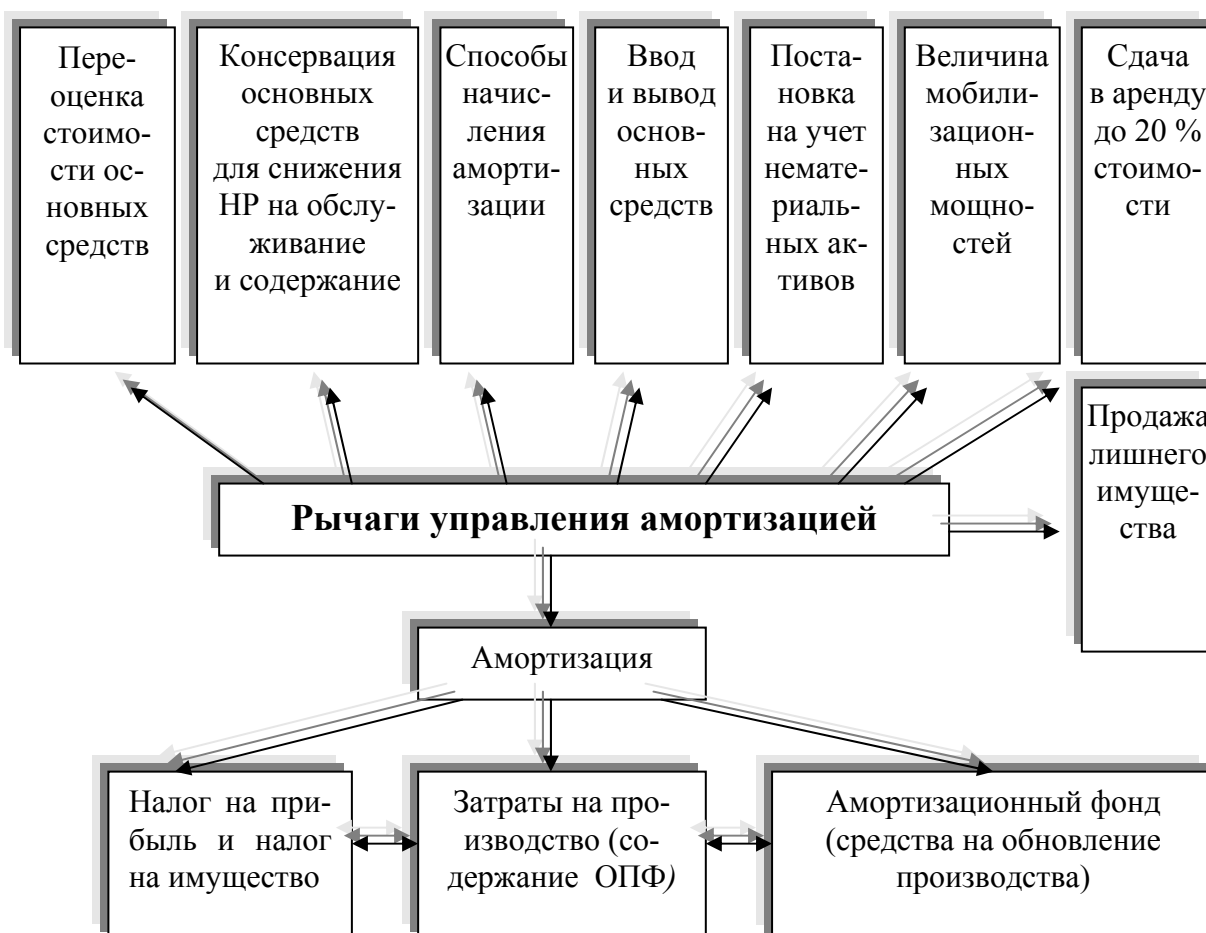 Пере-
оценка
стоимо-
сти ос-
новных
средств
Консервация
основных
средств
для снижения
НР на обслу-
живание
и содержание
Способы
начис-
ления
аморти-
зации
Ввод
и вывод
основ-
ных
средств
Поста-
новка
на учет
немате-
риаль-
ных ак-
тивов
Величина
мобили-
зацион-
ных
мощно-
стей
Сдача
в аренду
до 20 %
стоимо-
сти
Продажа
лишнего
имуще-
ства
Рычаги управления амортизацией
Амортизация
Налог на при-
быль и налог
на имущество
Затраты на про-
изводство (со-
держание ОПФ)
Амортизационный фонд
(средства на обновление
производства)